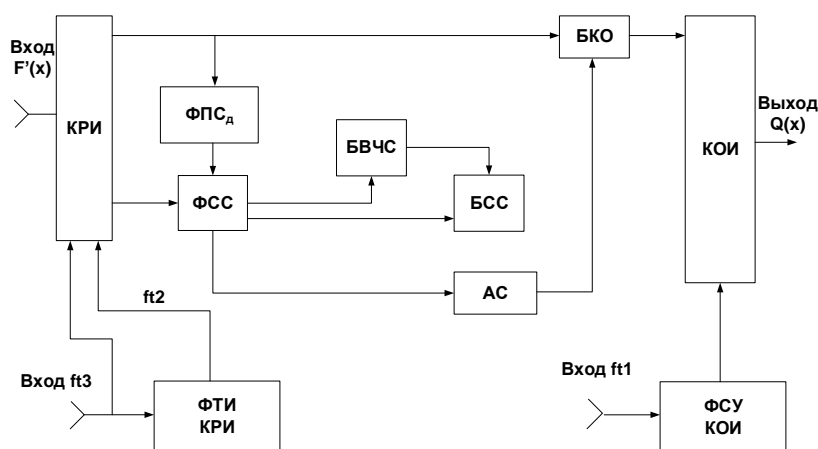 Вход
F'(x)
КРИ
ФПСд
ФСС
БВЧС
БСС
АС
БКО
КОИ
Выход
Q(x)
ft2
Вход ft3
ФТИ
КРИ
Вход ft1
ФСУ
КОИ